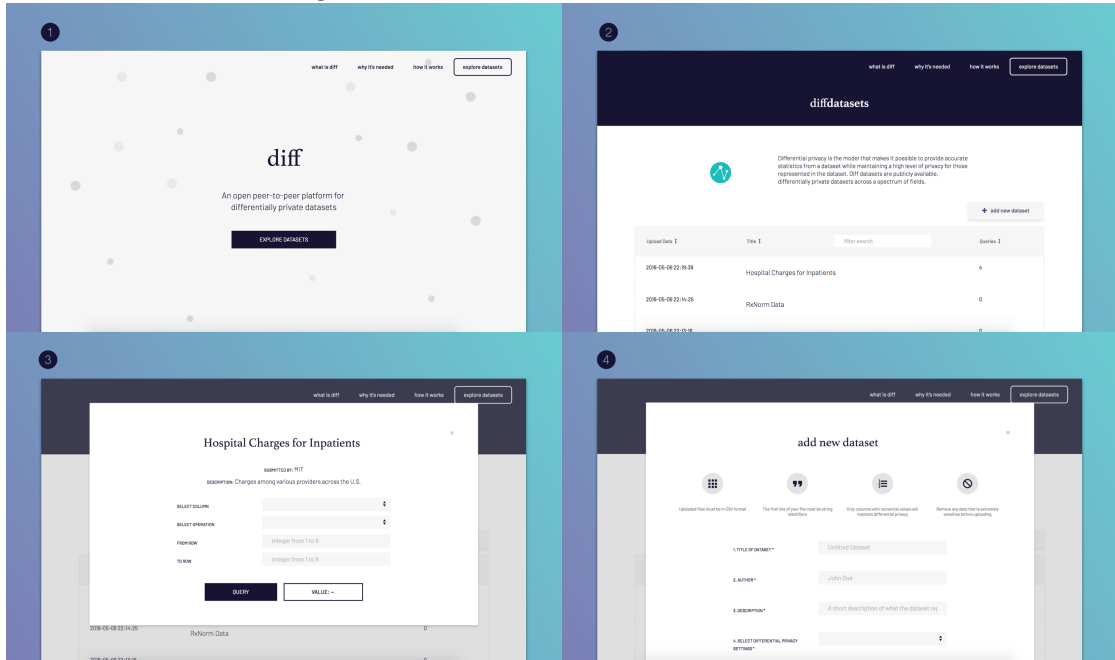 1
what is diff why it's needed how it works explore datasets
diff
An open peer-to-peer platform for
differentially private datasets
EXPLORE DATASETS
2
what is diff why it's needed how it works explore datasets
diffdatasets
Differential privacy is the model that makes it possible to provide accurate
statistics from a dataset while maintaining a high level of privacy for those
represented in the dataset. Diff datasets are publicly available,
differentially private datasets across a spectrum of fields.
+ add new dataset
Upload Date Title filter search Queries
2018-05-06 22:19:39 Hospital Charges for Inpatients 4
2018-05-06 22:14:25 RxNorm Data 0
2018-05-06 22:13:18 0
3
what is diff why it's needed how it works explore datasets
×
Hospital Charges for Inpatients
SUBMITTED BY: MIT
DESCRIPTION: Charges among various providers across the U.S.
SELECT COLUMN
SELECT OPERATION
FROM ROW Integer from 1 to 8
TO ROW Integer from 1 to 8
QUERY VALUE: –
2018-05-06 22:14:25 RxNorm Data 0
4
what is diff why it's needed how it works explore datasets
×
add new dataset
Uploaded files must be in CSV format
The first line of your file must be string
identifiers
Only columns with numerical values will
maintain differential privacy
Remove any data that is extremely
sensitive before uploading
1. TITLE OF DATASET * Untitled Dataset
2. AUTHOR * John Doe
3. DESCRIPTION * A short description of what the dataset rep
4. SELECT DIFFERENTIAL PRIVACY
SETTINGS *